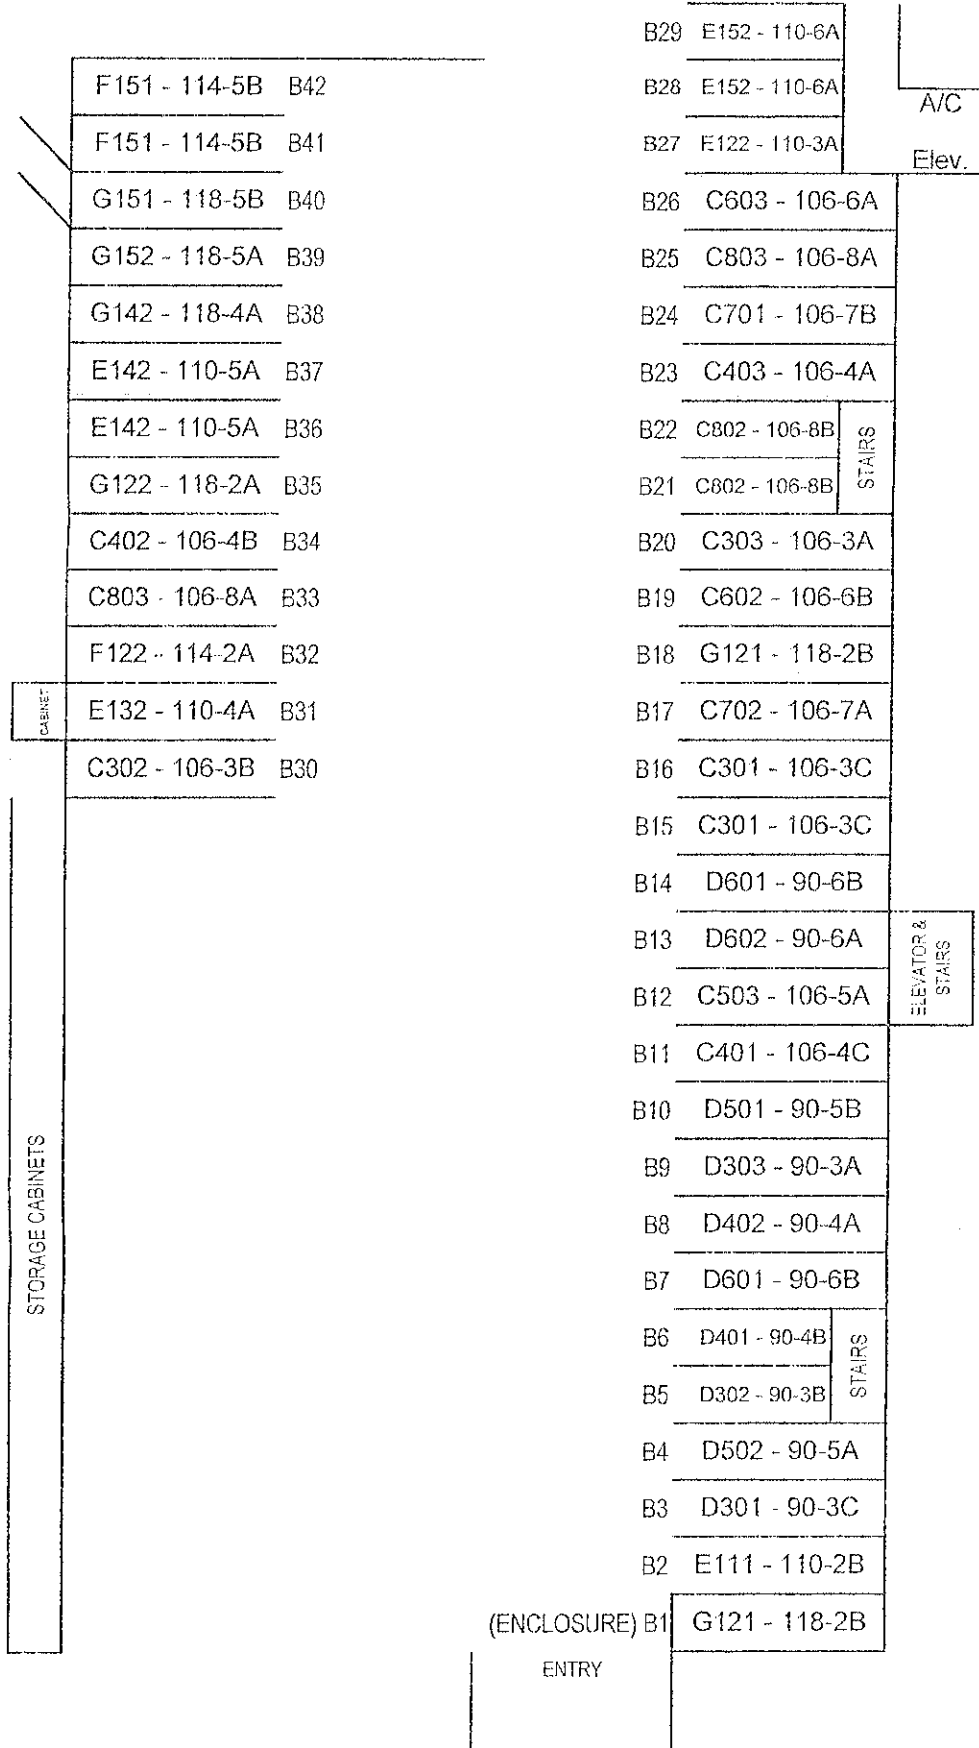 B29 E152 - 110-6A
F151 - 114-5B B42
B28 E152 - 110-6A
A/C
F151 - 114-5B B41
B27 E122 - 110-3A
Elev.
G151 - 118-5B B40
B26 C603 - 106-6A
G152 - 118-5A B39
B25 C803 - 106-8A
G142 - 118-4A B38
B24 C701 - 106-7B
E142 - 110-5A B37
B23 C403 - 106-4A
E142 - 110-5A B36
B22 C802 - 106-8B
STAIRS
G122 - 118-2A B35
B21 C802 - 106-8B
C402 - 106-4B B34
B20 C303 - 106-3A
C803 - 106-8A B33
B19 C602 - 106-6B
F122 - 114-2A B32
B18 G121 - 118-2B
CABINET
E132 - 110-4A B31
B17 C702 - 106-7A
C302 - 106-3B B30
B16 C301 - 106-3C
B15 C301 - 106-3C
B14 D601 - 90-6B
B13 D602 - 90-6A
ELEVATOR &
STAIRS
B12 C503 - 106-5A
B11 C401 - 106-4C
B10 D501 - 90-5B
STORAGE CABINETS
B9 D303 - 90-3A
B8 D402 - 90-4A
B7 D601 - 90-6B
B6 D401 - 90-4B
STAIRS
B5 D302 - 90-3B
B4 D502 - 90-5A
B3 D301 - 90-3C
B2 E111 - 110-2B
(ENCLOSURE) B1 G121 - 118-2B
ENTRY